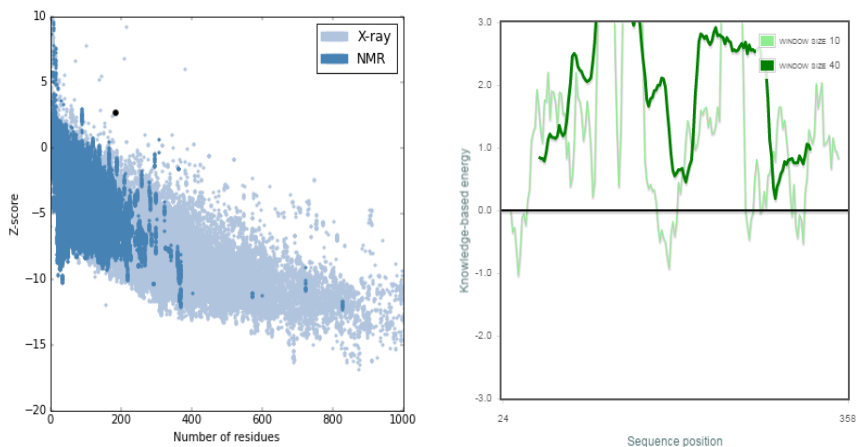 10
5
0
−5
−10
−15
−20
0
200
400
600
800
1000
Z-score
Number of residues
X-ray
NMR
3.0
2.0
1.0
0.0
-1.0
-2.0
-3.0
24
358
Knowledge-based energy
Sequence position
WINDOW SIZE 10
WINDOW SIZE 40